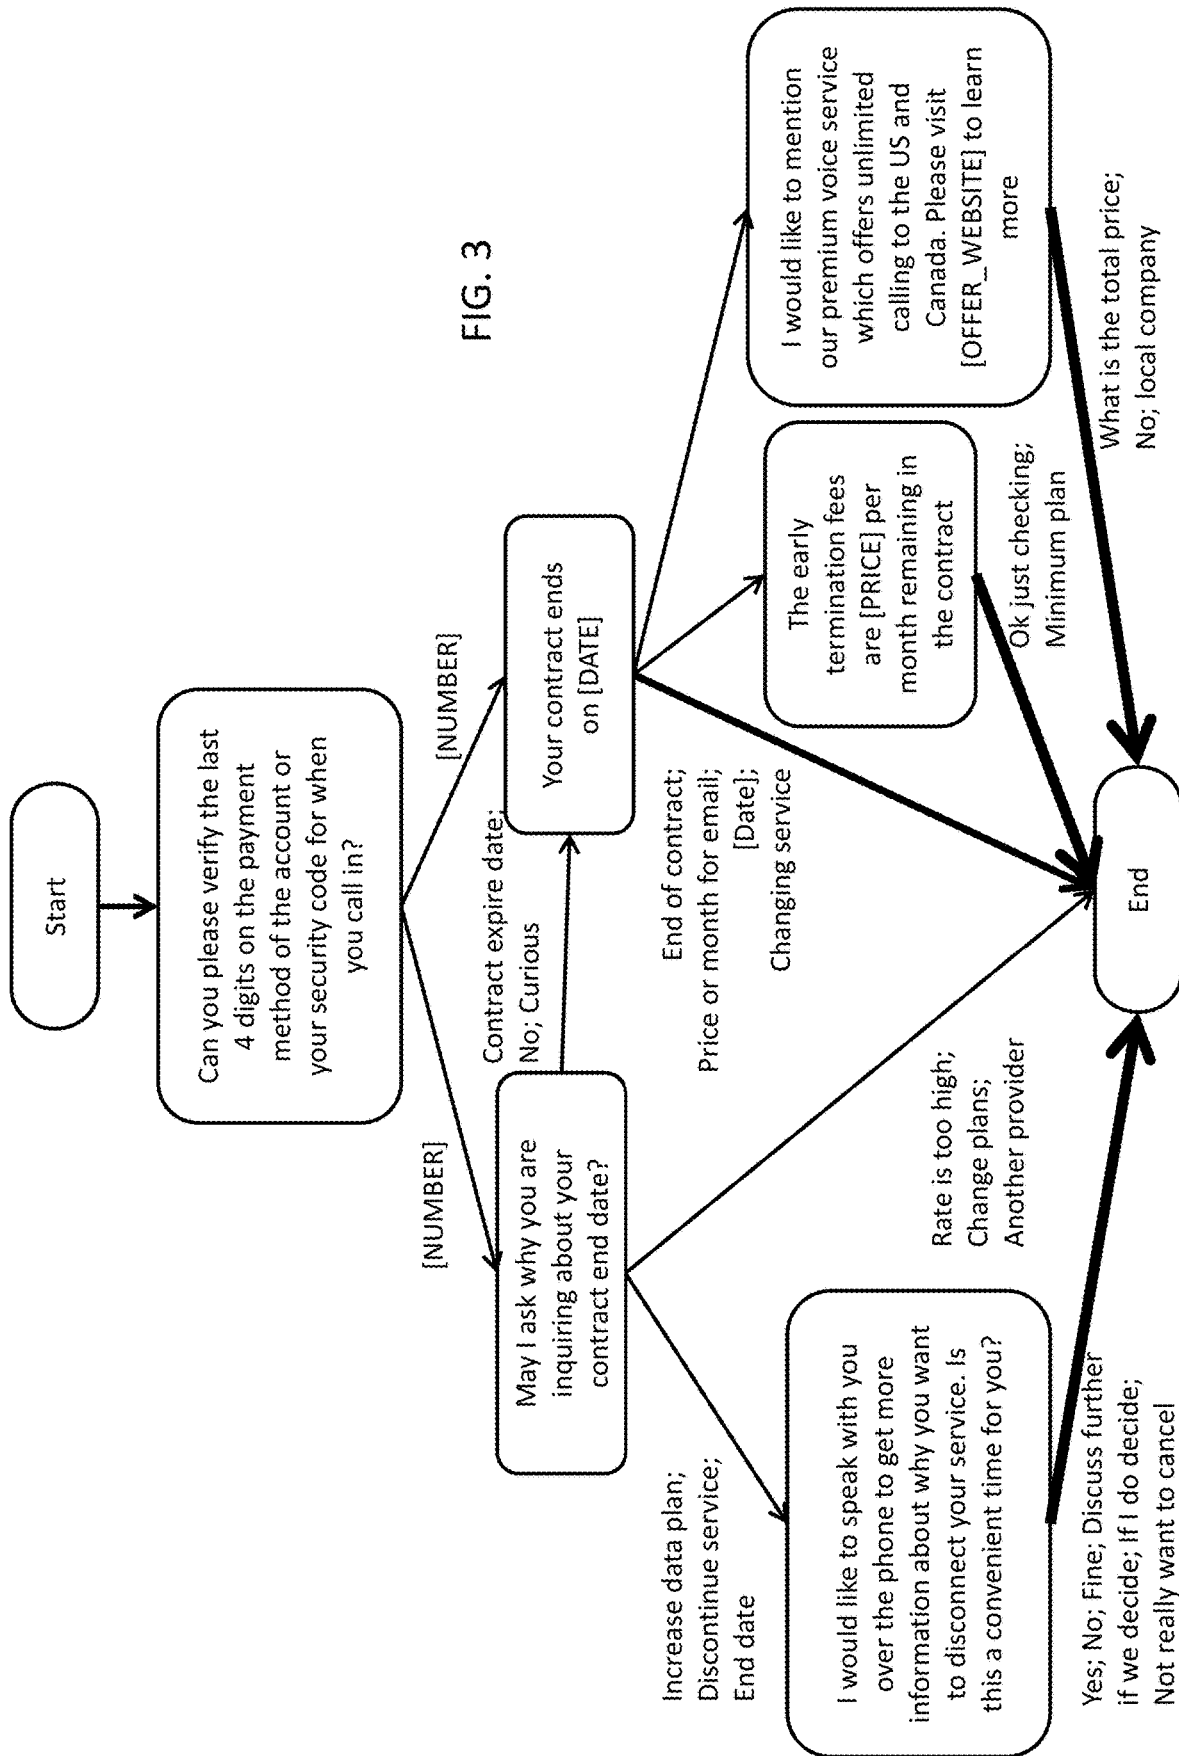 FIG. 3
Start
Can you please verify the last
4 digits on the payment
method of the account or
your security code for when
you call in?
[NUMBER]
[NUMBER]
May I ask why you are
inquiring about your
contract end date?
Contract expire date;
No; Curious
Your contract ends
on [DATE]
Increase data plan;
Discontinue service;
End date
I would like to speak with you
over the phone to get more
information about why you want
to disconnect your service. Is
this a convenient time for you?
Rate is too high;
Change plans;
Another provider
End of contract;
Price or month for email;
[Date];
Changing service
The early
termination fees
are [PRICE] per
month remaining in
the contract
I would like to mention
our premium voice service
which offers unlimited
calling to the US and
Canada. Please visit
[OFFER_WEBSITE] to learn
more
Yes; No; Fine; Discuss further
if we decide; If I do decide;
Not really want to cancel
Ok just checking;
Minimum plan
What is the total price;
No; local company
End